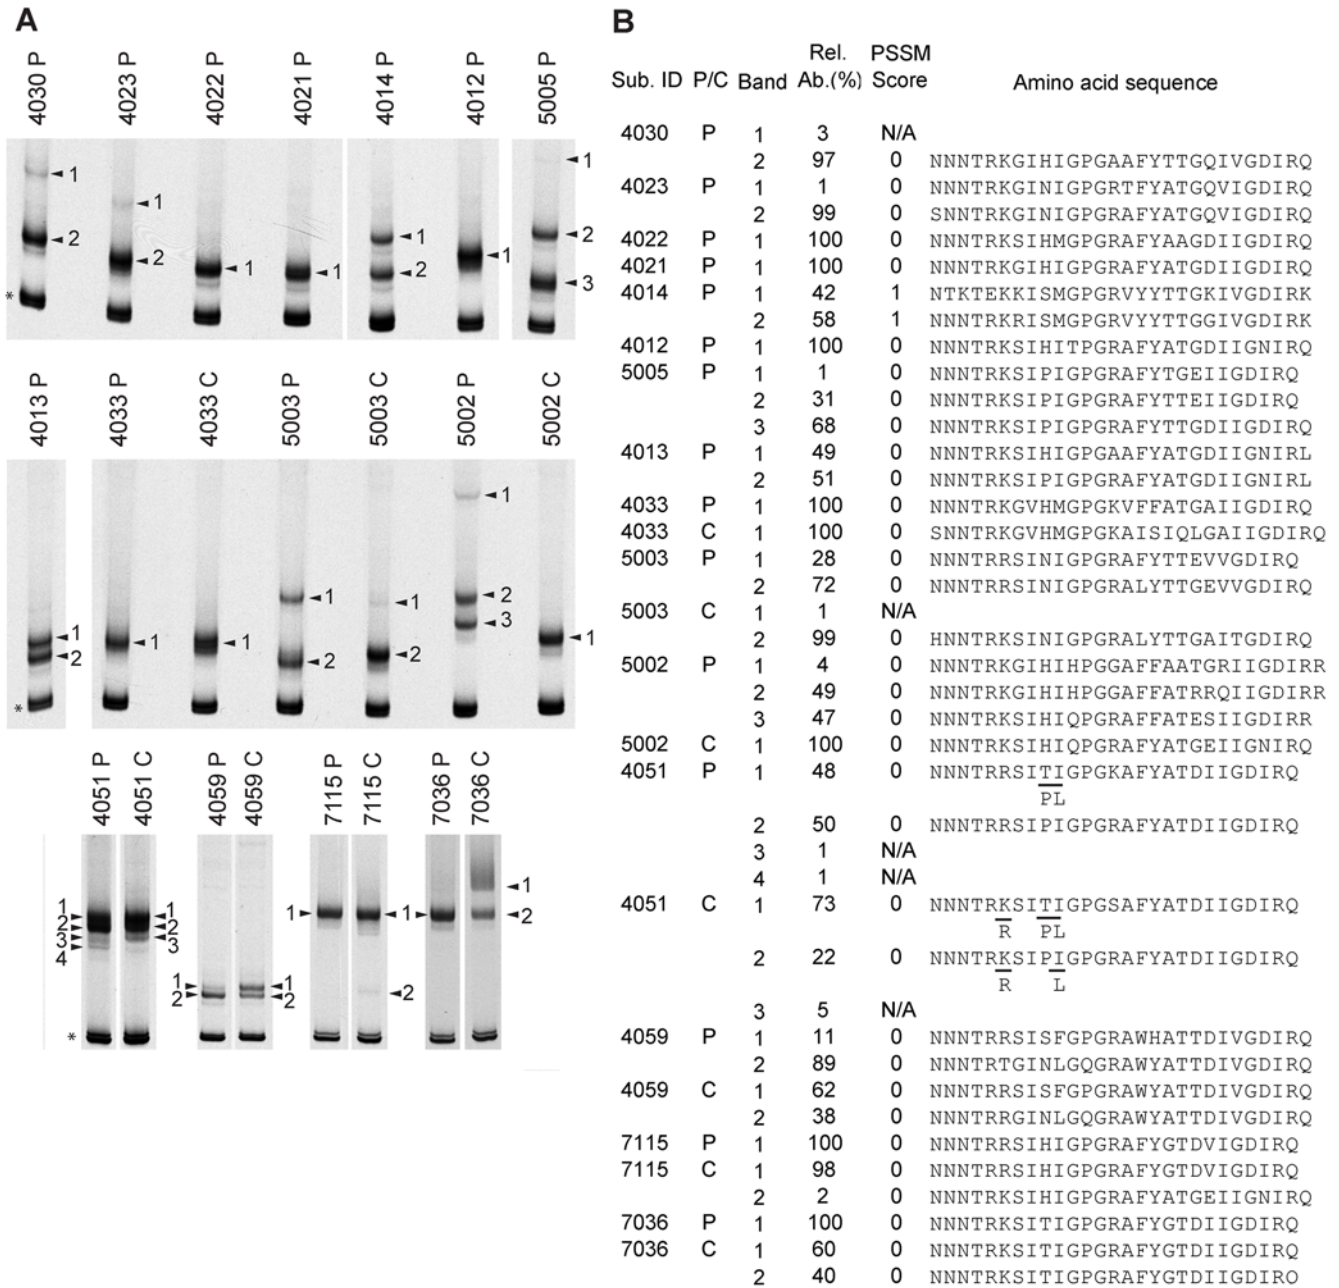 A
4030 P
4023 P
4022 P
4021 P
4014 P
4012 P
5005 P
1
2
1
2
1
1
1
2
1
1
2
3
*
4013 P
4033 P
4033 C
5003 P
5003 C
5002 P
5002 C
1
2
1
1
1
2
1
2
1
2
3
1
*
4051 P
4051 C
4059 P
4059 C
7115 P
7115 C
7036 P
7036 C
1
2
3
4
1
2
3
1
2
1
2
1
1
2
1
2
*
B
Rel. PSSM
Sub. ID P/C Band Ab.(%) Score Amino acid sequence
4030 P 1 3 N/A
2 97 0 NNNTRKGIHIGPGAAFYTTGQIVGDIRQ
4023 P 1 1 0 NNNTRKGINIGPGRTFYATGQVIGDIRQ
2 99 0 SNNTRKGINIGPGRAFYATGQVIGDIRQ
4022 P 1 100 0 NNNTRKSIHMGPGRAFYAAGDIIGDIRQ
4021 P 1 100 0 NNNTRKGIHIGPGRAFYATGDIIGDIRQ
4014 P 1 42 1 NTKTEKKISMGPGRVYYTTGKIVGDIRK
2 58 1 NNNTRKRISMGPGRVYYTTGGIVGDIRK
4012 P 1 100 0 NNNTRKSIHITPGRAFYATGDIIGNIRQ
5005 P 1 1 0 NNNTRKSIPIGPGRAFYTGEIIGDIRQ
2 31 0 NNNTRKSIPIGPGRAFYTTEIIGDIRQ
3 68 0 NNNTRKSIPIGPGRAFYTTGDIIGDIRQ
4013 P 1 49 0 NNNTRKGIHIGPGAAFYATGDIIGNIRL
2 51 0 NNNTRKSIPIGPGRAFYATGDIIGNIRL
4033 P 1 100 0 NNNTRKGVHMGPGKVFFATGAIIGDIRQ
4033 C 1 100 0 SNNTRKGVHMGPGKAISIQLGAIIGDIRQ
5003 P 1 28 0 NNNTRRSINIGPGRAFYTTEVVGDIRQ
2 72 0 NNNTRRSINIGPGRALYTTGEVVGDIRQ
5003 C 1 1 N/A
2 99 0 HNNTRKSINIGPGRALYTTGAITGDIRQ
5002 P 1 4 0 NNNTRKGIHIHPGGAFFAATGRIIGDIRR
2 49 0 NNNTRKGIHIHPGGAFFATRRQIIGDIRR
3 47 0 NNNTRKSIHIQPGRAFFATESIIGDIRR
5002 C 1 100 0 NNNTRKSIHIQPGRAFYATGEIIGNIRQ
4051 P 1 48 0 NNNTRRSITIGPGKAFYATDIIGDIRQ
PL
2 50 0 NNNTRRSIPIGPGRAFYATDIIGDIRQ
3 1 N/A
4 1 N/A
4051 C 1 73 0 NNNTRKSITIGPGSAFYATDIIGDIRQ
R PL
2 22 0 NNNTRKSIPIGPGRAFYATDIIGDIRQ
R L
3 5 N/A
4059 P 1 11 0 NNNTRRSISFGPGRAWHATTDIVGDIRQ
2 89 0 NNNTRTGINLGQGRAWYATTDIVGDIRQ
4059 C 1 62 0 NNNTRRSISFGPGRAWYATTDIVGDIRQ
2 38 0 NNNTRRGINLGQGRAWYATTDIVGDIRQ
7115 P 1 100 0 NNNTRRSIHIGPGRAFYGTDVIGDIRQ
7115 C 1 98 0 NNNTRRSIHIGPGRAFYGTDVIGDIRQ
2 2 0 NNNTRKSIHIGPGRAFYATGEIIGNIRQ
7036 P 1 100 0 NNNTRKSITIGPGRAFYGTDIIGDIRQ
7036 C 1 60 0 NNNTRKSITIGPGRAFYGTDIIGDIRQ
2 40 0 NNNTRKSITIGPGRAFYGTDIIGDIRQ